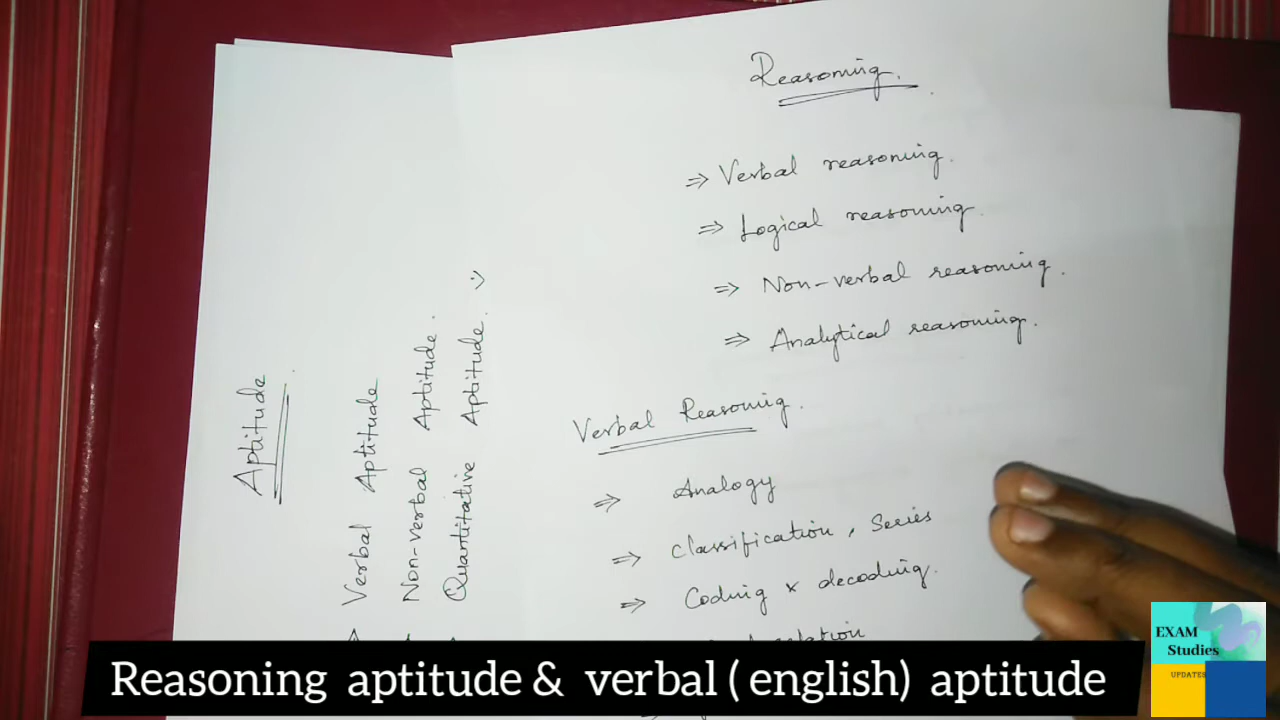 Reasoning.
⇒ Verbal reasoning.
⇒ Logical reasoning.
⇒ Non-verbal reasoning.
⇒ Analytical reasoning.
Verbal Reasoning.
⇒ Analogy
⇒ Classification, Series
⇒ Coding & decoding.
Aptitude
Verbal Aptitude
Non-verbal Aptitude.
Quantitative Aptitude.
Reasoning aptitude & verbal ( english) aptitude
EXAM
Studies
UPDATES